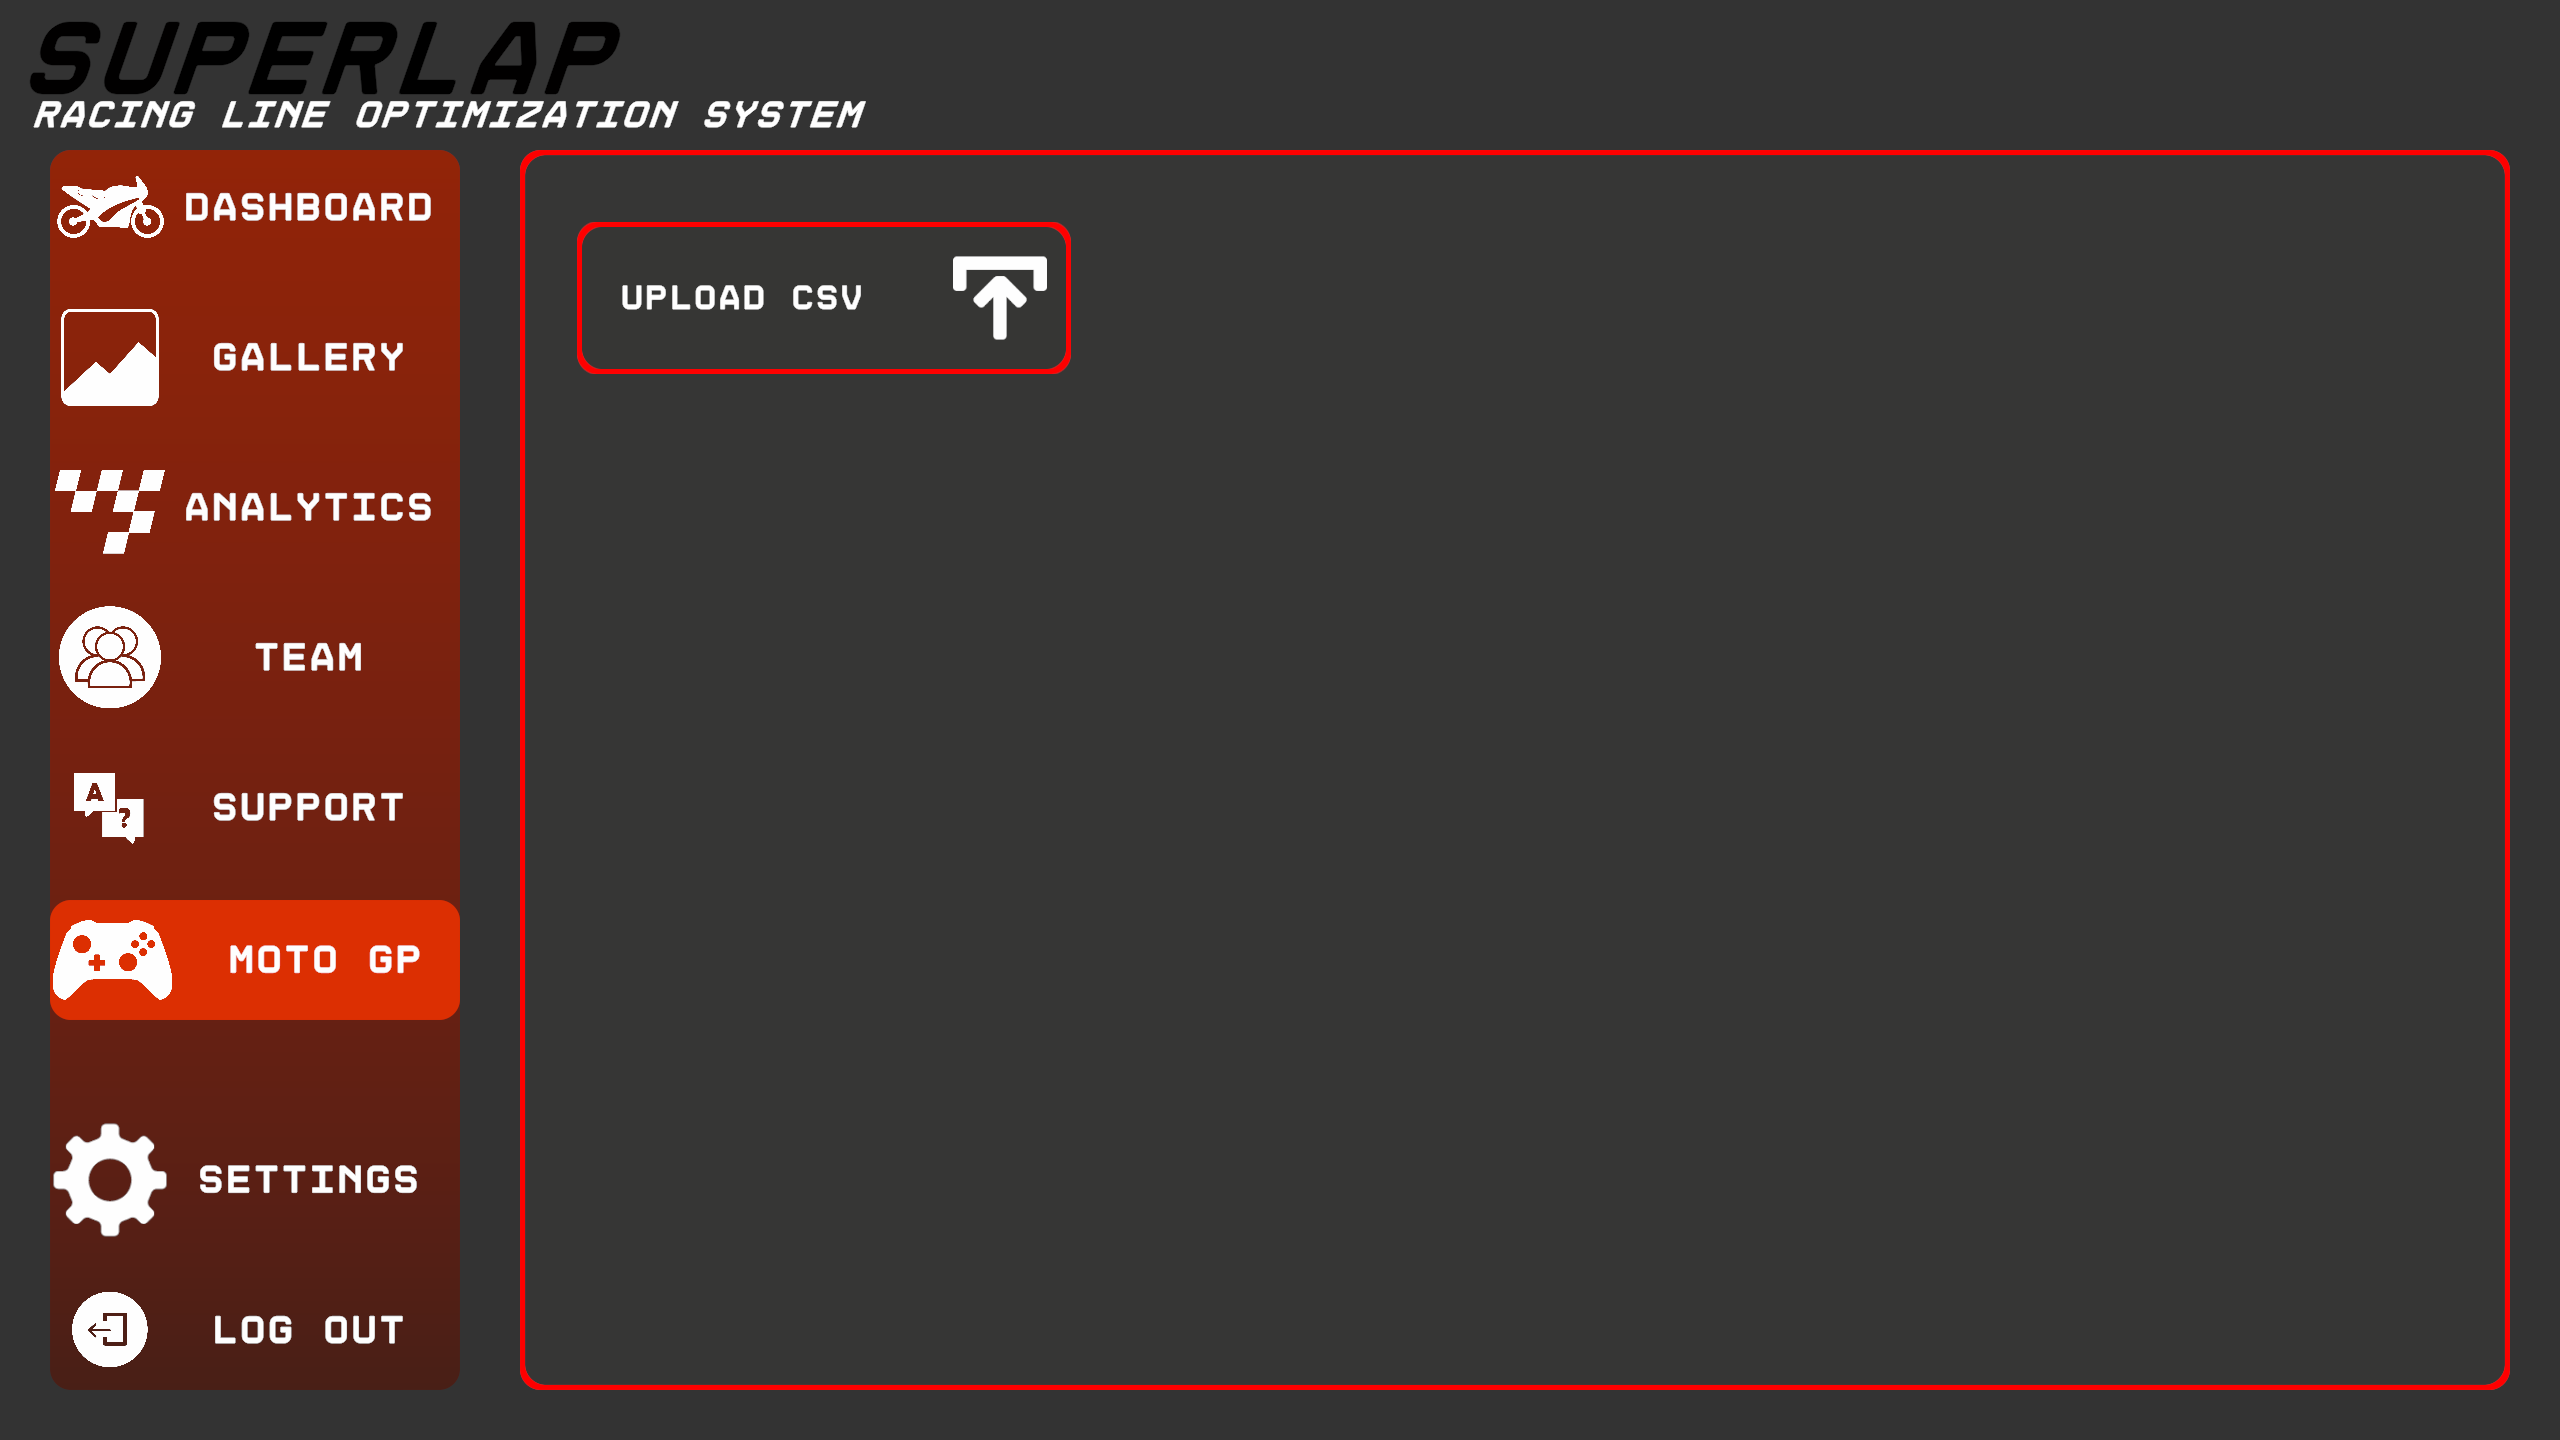 SUPERLAP
RACING LINE OPTIMIZATION SYSTEM
DASHBOARD
GALLERY
ANALYTICS
TEAM
A
?
SUPPORT
MOTO GP
SETTINGS
LOG OUT
UPLOAD CSV